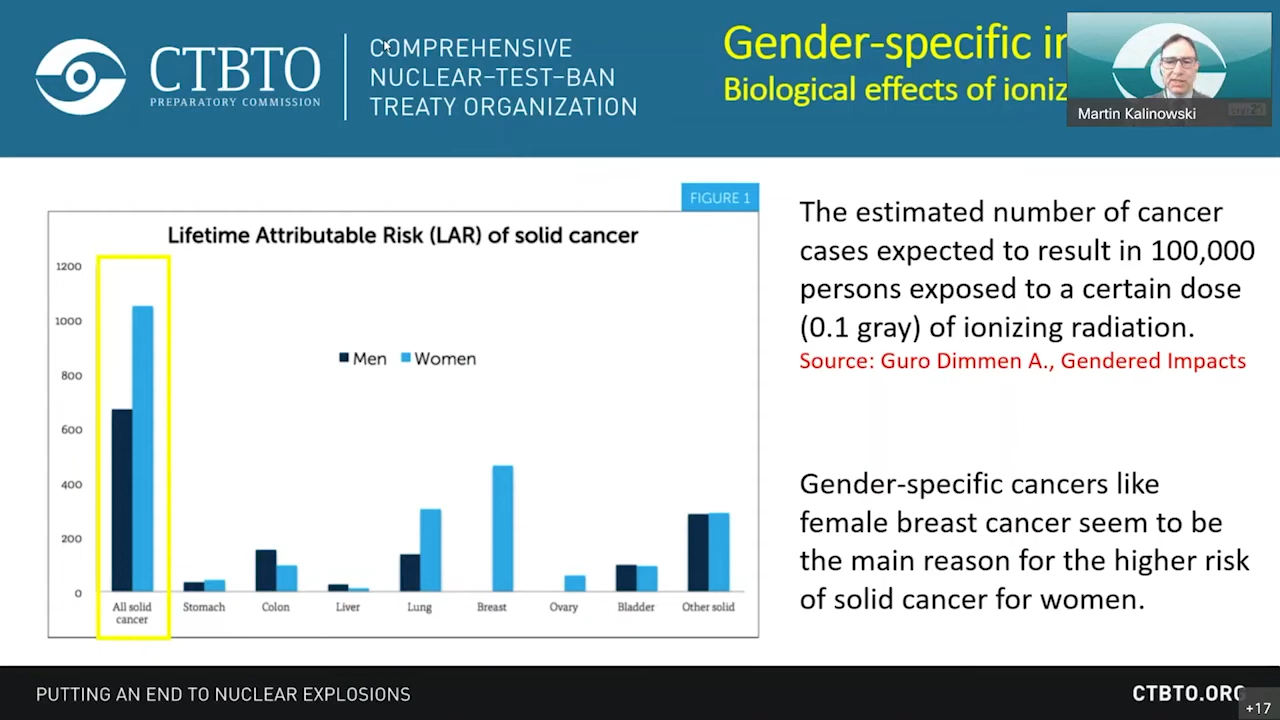 CTBTO
PREPARATORY COMMISSION
COMPREHENSIVE
NUCLEAR-TEST-BAN
TREATY ORGANIZATION
Gender-specific
Biological effects of
Martin Kalinowski
FIGURE 1
Lifetime Attributable Risk (LAR) of solid cancer
1200
1000
800
600
400
200
0
Men Women
All solid cancer
Stomach
Colon
Liver
Lung
Breast
Ovary
Bladder
Other solid
The estimated number of cancer
cases expected to result in 100,000
persons exposed to a certain dose
(0.1 gray) of ionizing radiation.
Source: Guro Dimmen A., Gendered Impacts
Gender-specific cancers like
female breast cancer seem to be
the main reason for the higher risk
of solid cancer for women.
PUTTING AN END TO NUCLEAR EXPLOSIONS
CTBTO.ORG
+17